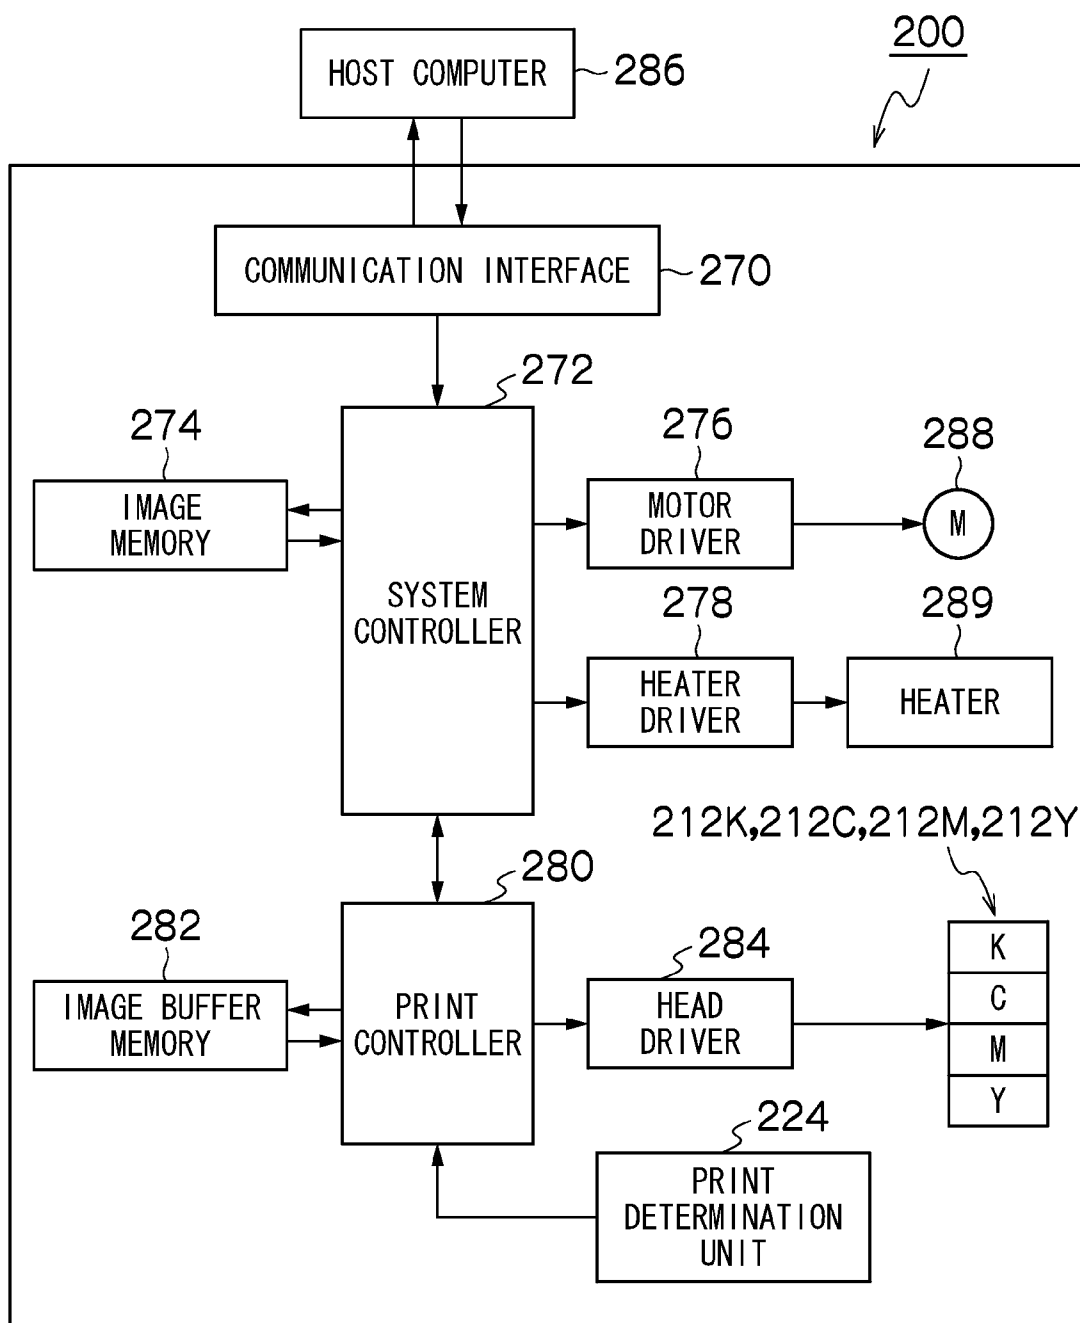 200
HOST COMPUTER
286
COMMUNICATION INTERFACE
270
272
274
276
288
IMAGE
MEMORY
MOTOR
DRIVER
M
SYSTEM
CONTROLLER
278
289
HEATER
DRIVER
HEATER
212K,212C,212M,212Y
280
282
284
K
IMAGE BUFFER
MEMORY
PRINT
CONTROLLER
HEAD
DRIVER
C
M
Y
224
PRINT
DETERMINATION
UNIT